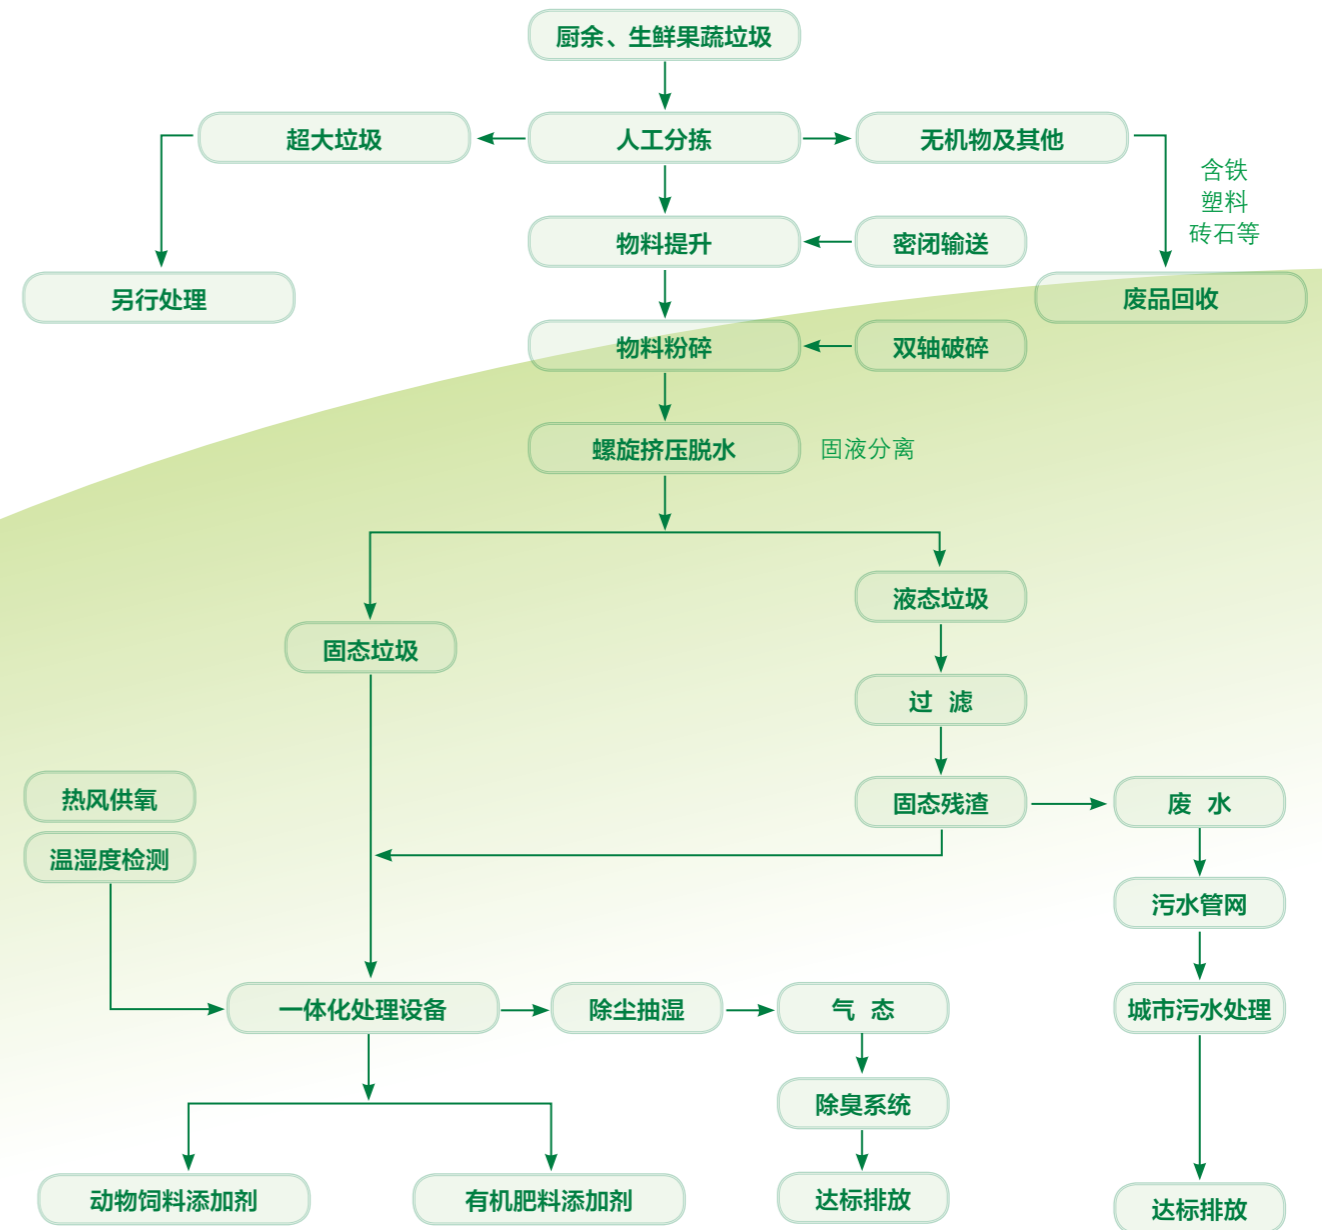 厨余、生鲜果蔬垃圾
超大垃圾
人工分拣
无机物及其他
含铁
塑料
砖石等
物料提升
密闭输送
另行处理
废品回收
物料粉碎
双轴破碎
螺旋挤压脱水
固液分离
液态垃圾
固态垃圾
过 滤
热风供氧
固态残渣
废 水
温湿度检测
污水管网
一体化处理设备
除尘抽湿
气 态
城市污水处理
除臭系统
动物饲料添加剂
有机肥料添加剂
达标排放
达标排放